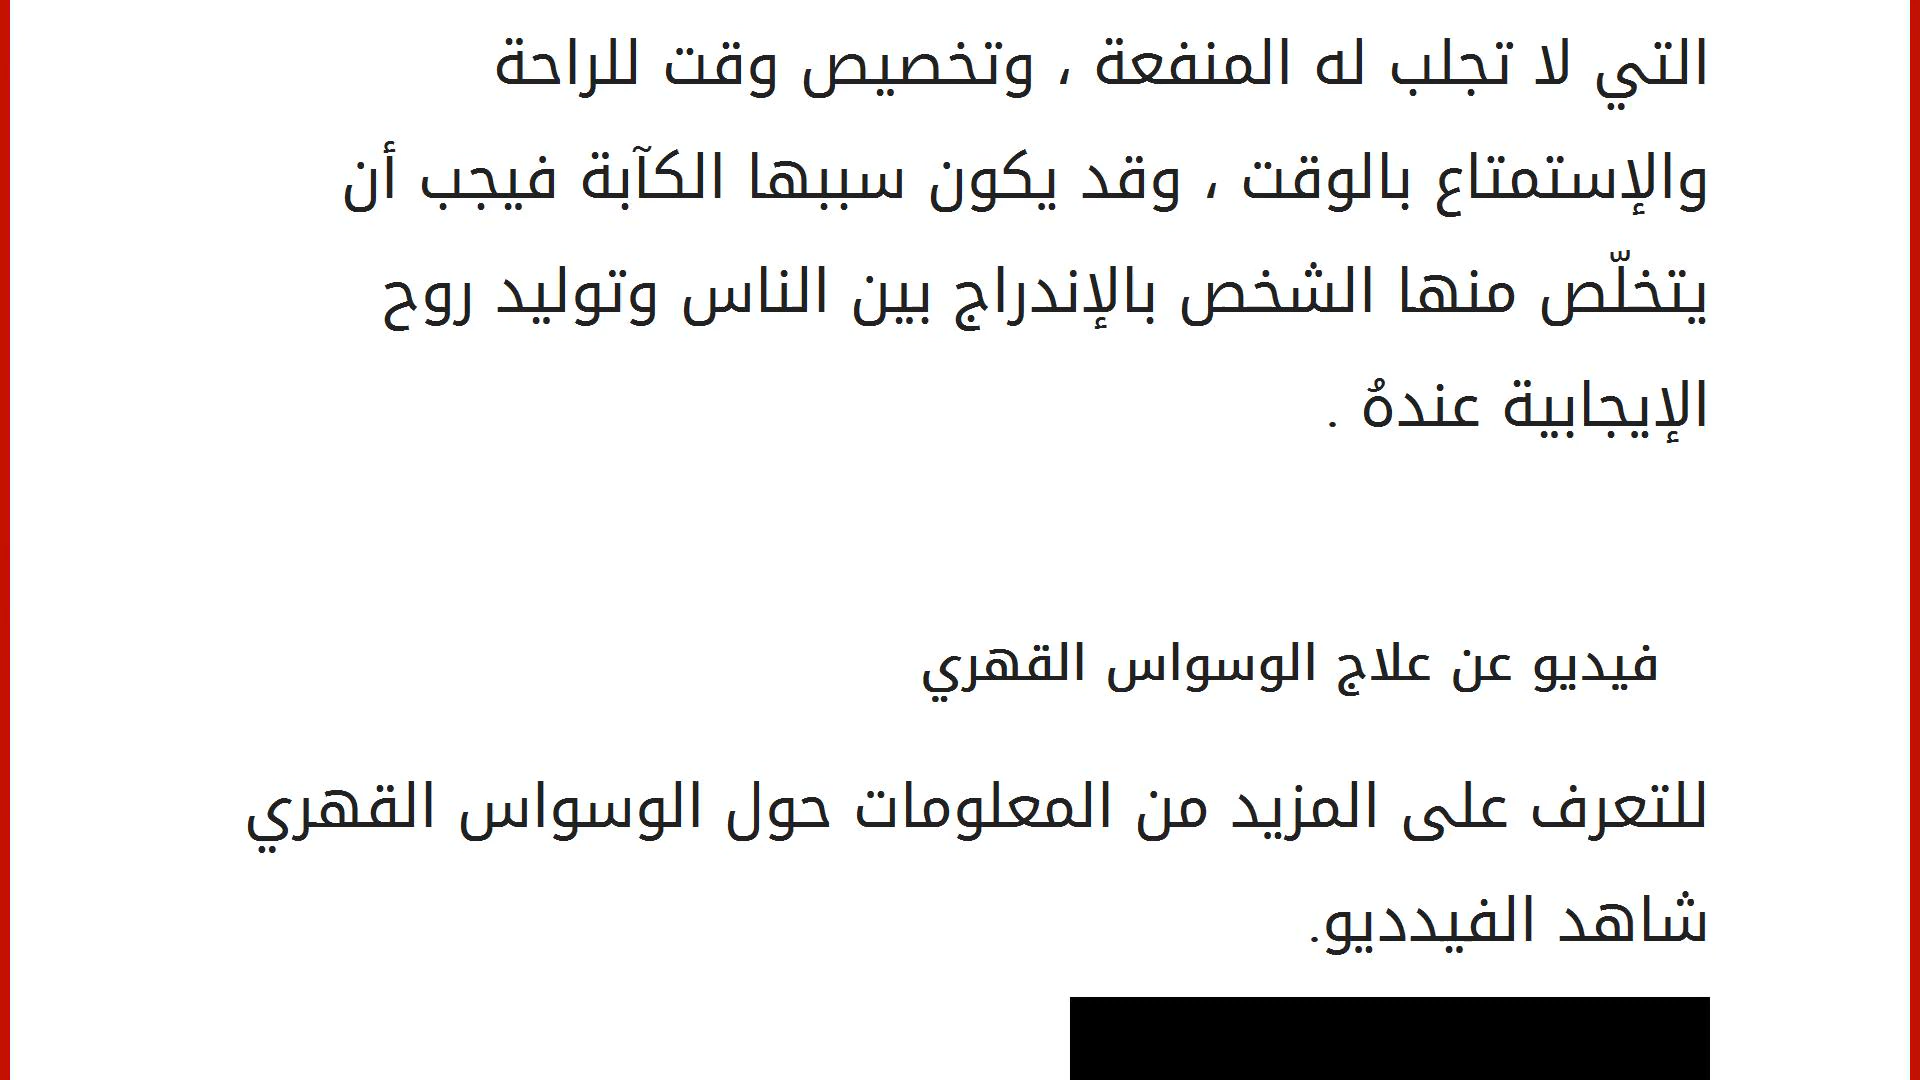 التي لا تجلب له المنفعة ، وتخصيص وقت للراحة
والإستمتاع بالوقت ، وقد يكون سببها الكآبة فيجب أن
يتخلّص منها الشخص بالإندراج بين الناس وتوليد روح
الإيجابية عندهُ .
فيديو عن علاج الوسواس القهري
للتعرف على المزيد من المعلومات حول الوسواس القهري
شاهد الفيدديو.